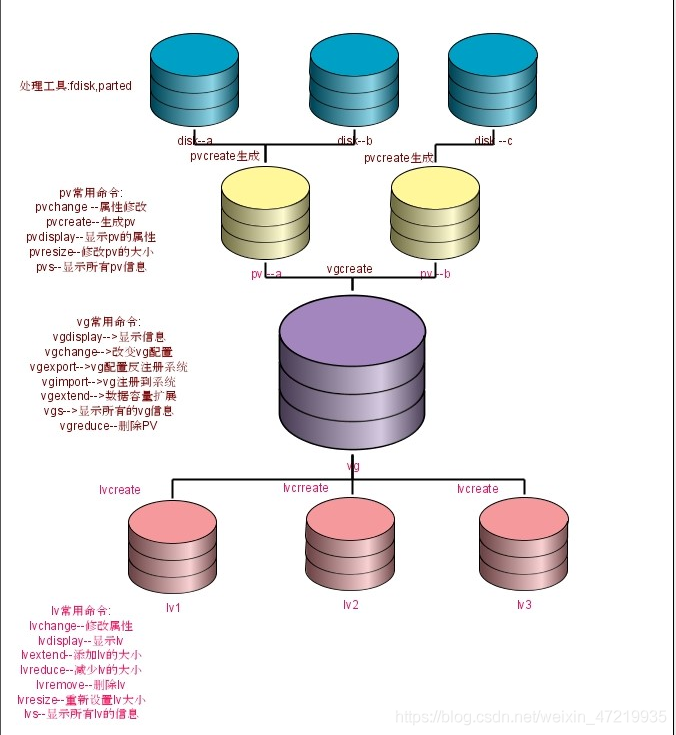 处理工具:fdisk,parted
disk--a
disk--b
disk --c
pvcreate生成
pvcreate生成
pv常用命令:
pvchange --属性修改
pvcreate--生成pv
pvdisplay--显示pv的属性
pvresize--修改pv的大小
pvs--显示所有pv信息
pv--a
vgcreate
pv--b
vg常用命令:
vgdisplay-->显示信息
vgchange-->改变vg配置
vgexport-->vg配置反注册系统
vgimport-->vg注册到系统
vgextend-->数据容量扩展
vgs-->显示所有的vg信息
vgreduce--删除PV
vg
lvcreate
lvcrreate
lvcreate
lv1
lv2
lv3
lv常用命令:
lvchange--修改属性
lvdisplay--显示lv
lvextend--添加lv的大小
lvreduce--减少lv的大小
lvremove--删除lv
lvresize--重新设置lv大小
lvs--显示所有lv的信息
https://blog.csdn.net/weixin_47219935